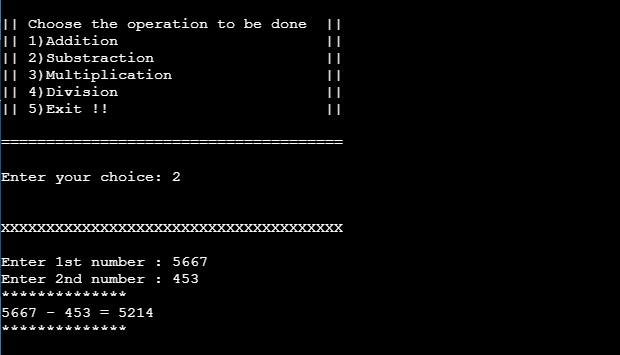 || Choose the operation to be done  ||
|| 1)Addition                       ||
|| 2)Substraction                   ||
|| 3)Multiplication                 ||
|| 4)Division                       ||
|| 5)Exit !!                        ||
======================================
Enter your choice: 2
xxxxxxxxxxxxxxxxxxxxxxxxxxxxxxxxxxxxxx
Enter 1st number : 5667
Enter 2nd number : 453
**************
5667 - 453 = 5214
**************